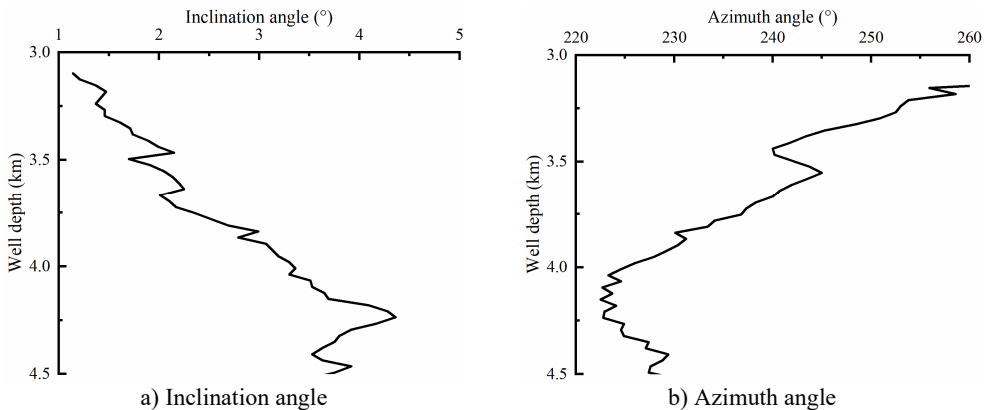 Inclination angle (°)
1 2 3 4 5
3.0
3.5
4.0
4.5
Well depth (km)
a) Inclination angle
Azimuth angle (°)
220 230 240 250 260
3.0
3.5
4.0
4.5
Well depth (km)
b) Azimuth angle